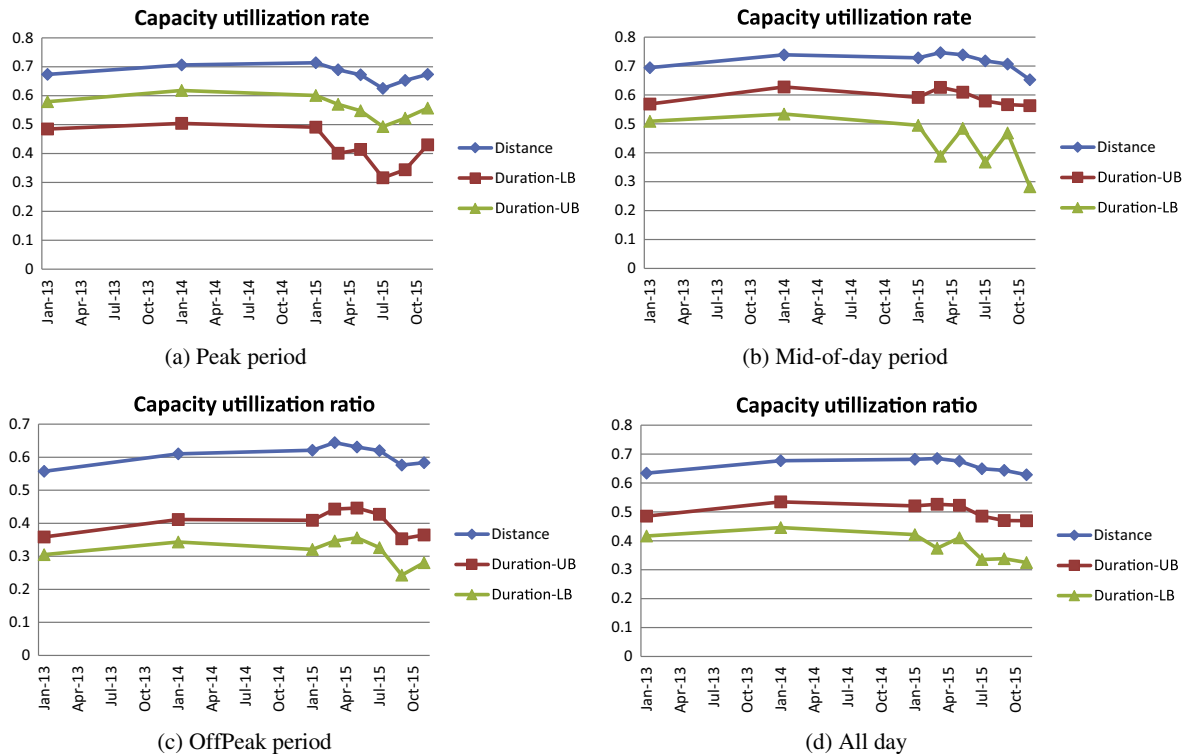 Capacity utilization rate
0.8
0.7
0.6
0.5
0.4
0.3
0.2
0.1
0
Distance
Duration-LB
Duration-UB
Jan-13
Apr-13
Jul-13
Oct-13
Jan-14
Apr-14
Jul-14
Oct-14
Jan-15
Apr-15
Jul-15
Oct-15
(a) Peak period
Capacity utilization rate
0.8
0.7
0.6
0.5
0.4
0.3
0.2
0.1
0
Distance
Duration-UB
Duration-LB
Jan-13
Apr-13
Jul-13
Oct-13
Jan-14
Apr-14
Jul-14
Oct-14
Jan-15
Apr-15
Jul-15
Oct-15
(b) Mid-of-day period
Capacity utillization ratio
0.7
0.6
0.5
0.4
0.3
0.2
0.1
0
Distance
Duration-UB
Duration-LB
Jan-13
Apr-13
Jul-13
Oct-13
Jan-14
Apr-14
Jul-14
Oct-14
Jan-15
Apr-15
Jul-15
Oct-15
(c) OffPeak period
Capacity utillization ratio
0.8
0.7
0.6
0.5
0.4
0.3
0.2
0.1
0
Distance
Duration-UB
Duration-LB
Jan-13
Apr-13
Jul-13
Oct-13
Jan-14
Apr-14
Jul-14
Oct-14
Jan-15
Apr-15
Jul-15
Oct-15
(d) All day